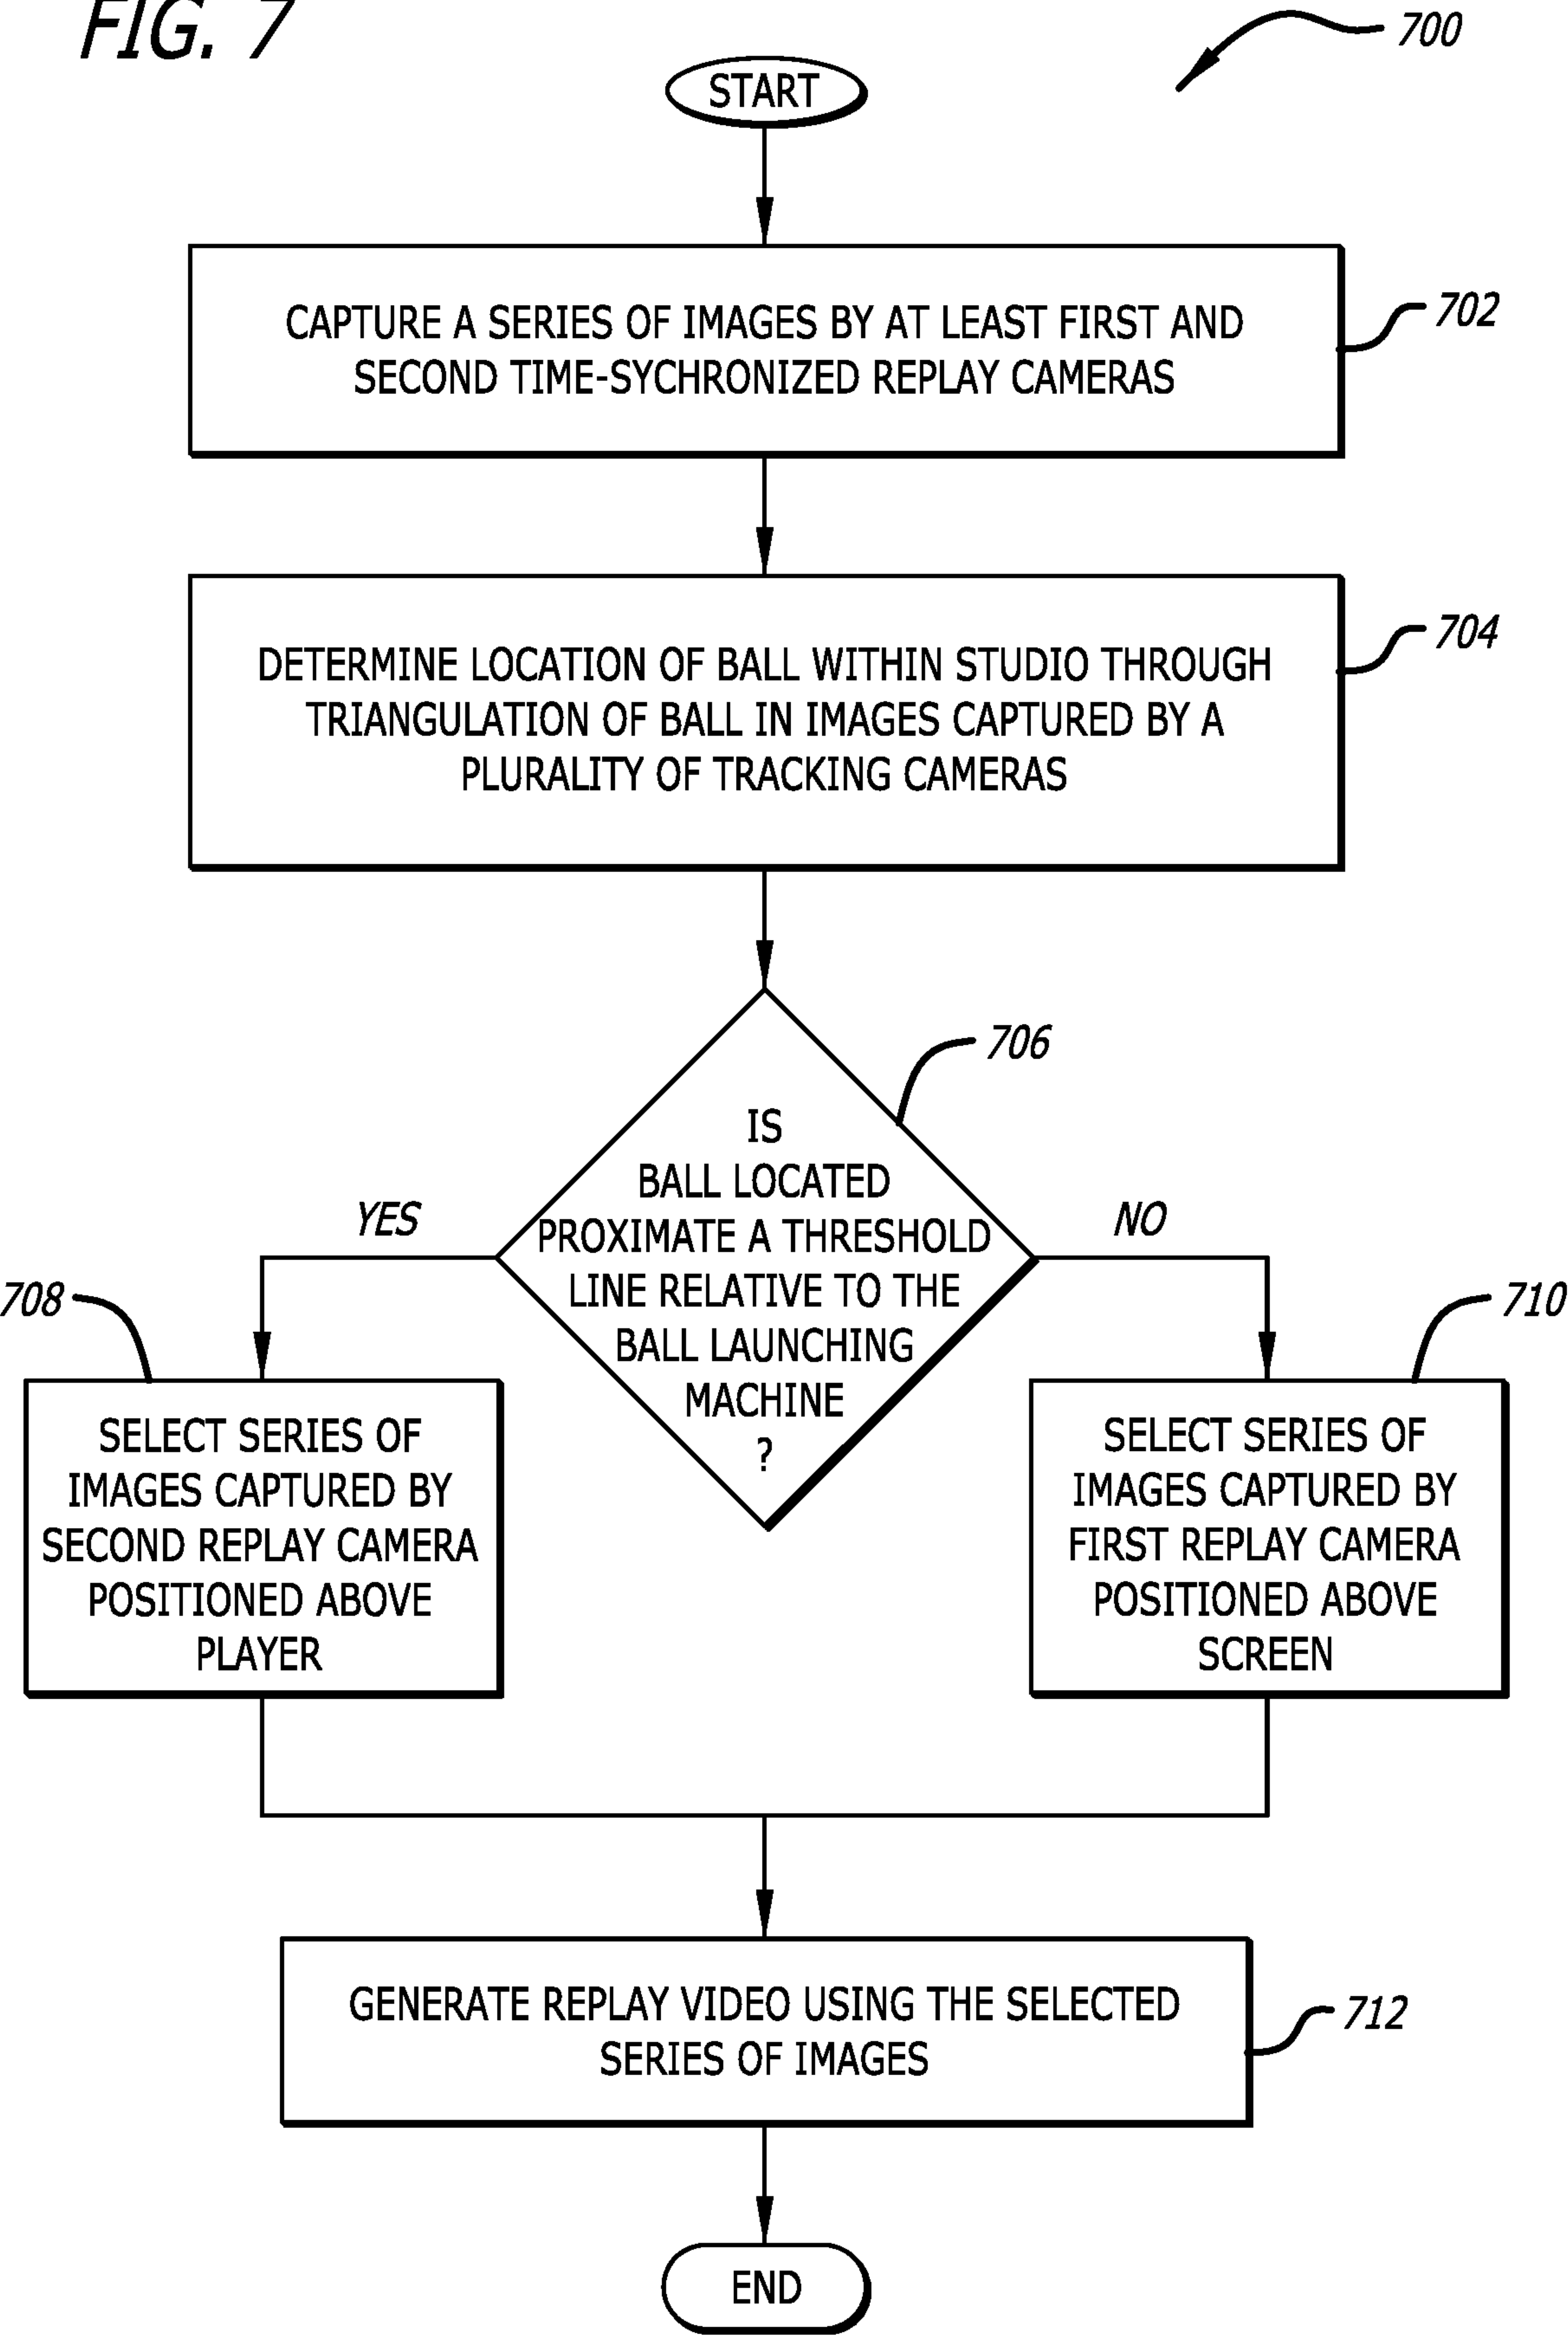 FIG. 7
700
START
CAPTURE A SERIES OF IMAGES BY AT LEAST FIRST AND
SECOND TIME-SYCHRONIZED REPLAY CAMERAS
702
DETERMINE LOCATION OF BALL WITHIN STUDIO THROUGH
TRIANGULATION OF BALL IN IMAGES CAPTURED BY A
PLURALITY OF TRACKING CAMERAS
704
706
IS
BALL LOCATED
PROXIMATE A THRESHOLD
LINE RELATIVE TO THE
BALL LAUNCHING
MACHINE
?
YES
NO
708
SELECT SERIES OF
IMAGES CAPTURED BY
SECOND REPLAY CAMERA
POSITIONED ABOVE
PLAYER
710
SELECT SERIES OF
IMAGES CAPTURED BY
FIRST REPLAY CAMERA
POSITIONED ABOVE
SCREEN
GENERATE REPLAY VIDEO USING THE SELECTED
SERIES OF IMAGES
712
END